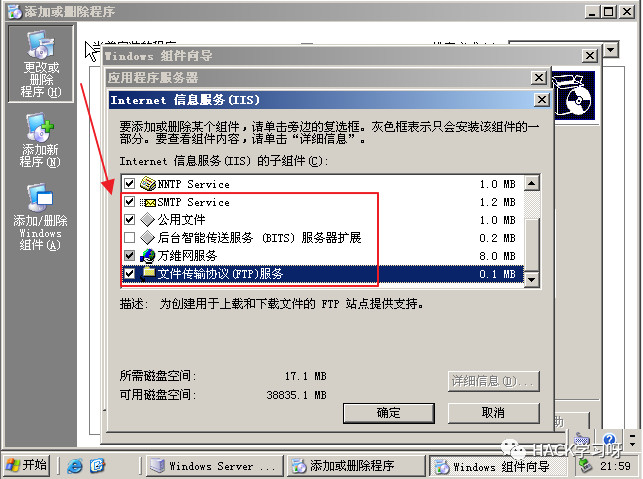 添加或删除程序
更改或
删除
程序(H)
添加新
程序(N)
添加/删除
Windows
组件(A)
Windows 组件向导
应用程序服务器
Internet 信息服务(IIS)
要添加或删除某个组件，请单击旁边的复选框。灰色框表示只会安装该组件的一
部分。要查看组件内容，请单击“详细信息”。
Internet 信息服务(IIS) 的子组件(C):
NNTP Service 1.0 MB
SMTP Service 1.2 MB
公用文件 1.0 MB
后台智能传送服务 (BITS) 服务器扩展 0.2 MB
万维网服务 8.0 MB
文件传输协议(FTP)服务 0.1 MB
描述: 为创建用于上载和下载文件的 FTP 站点提供支持。
所需磁盘空间: 17.1 MB
可用磁盘空间: 38835.1 MB
详细信息(D)...
确定 取消
HACK学习呀
开始 Windows Server ... 添加或删除程序 Windows 组件向导 21:59